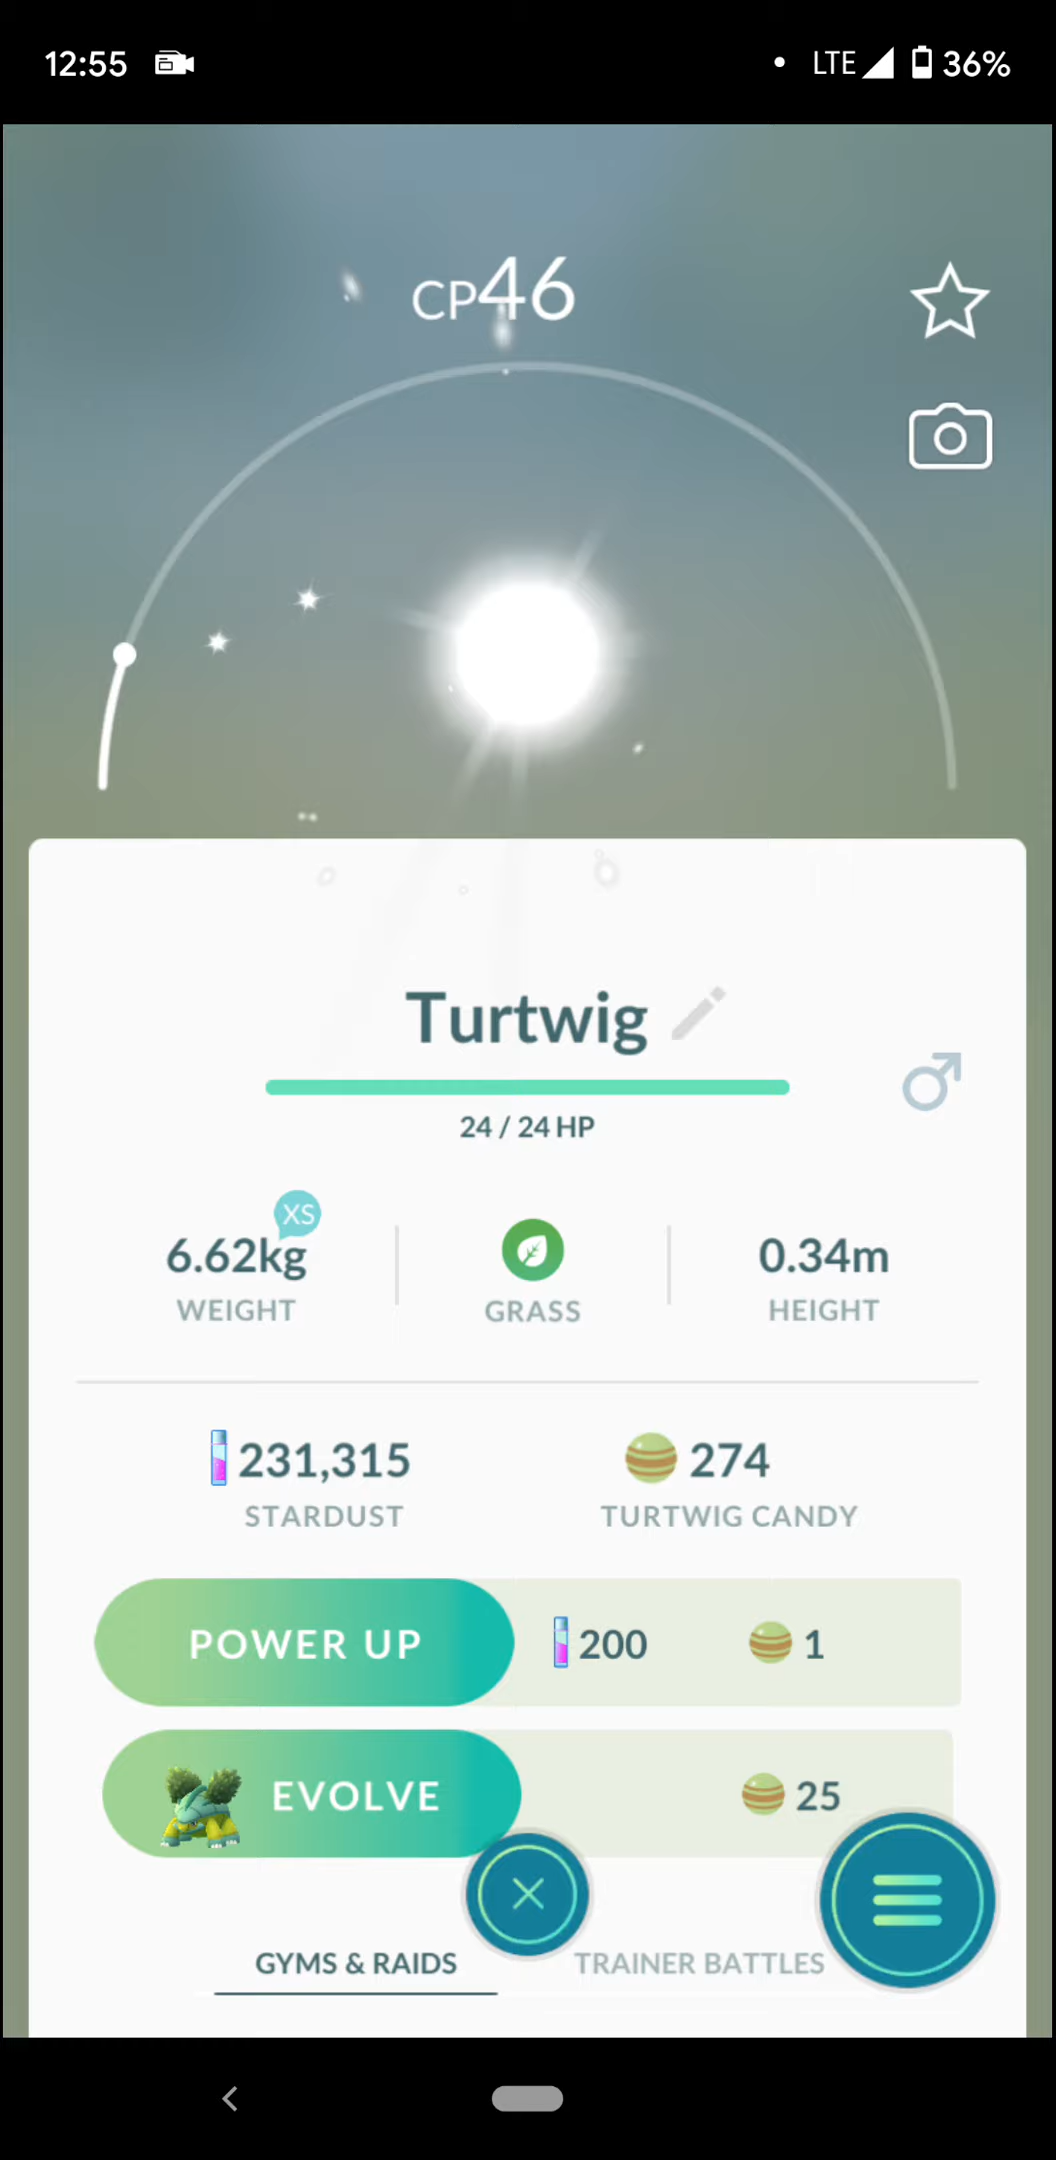 12:55 LTE 36%
CP46
Turtwig
24 / 24 HP
XS
6.62kg 0.34m
WEIGHT GRASS HEIGHT
231,315 274
STARDUST TURTWIG CANDY
POWER UP 200 1
EVOLVE 25
GYMS & RAIDS TRAINER BATTLES